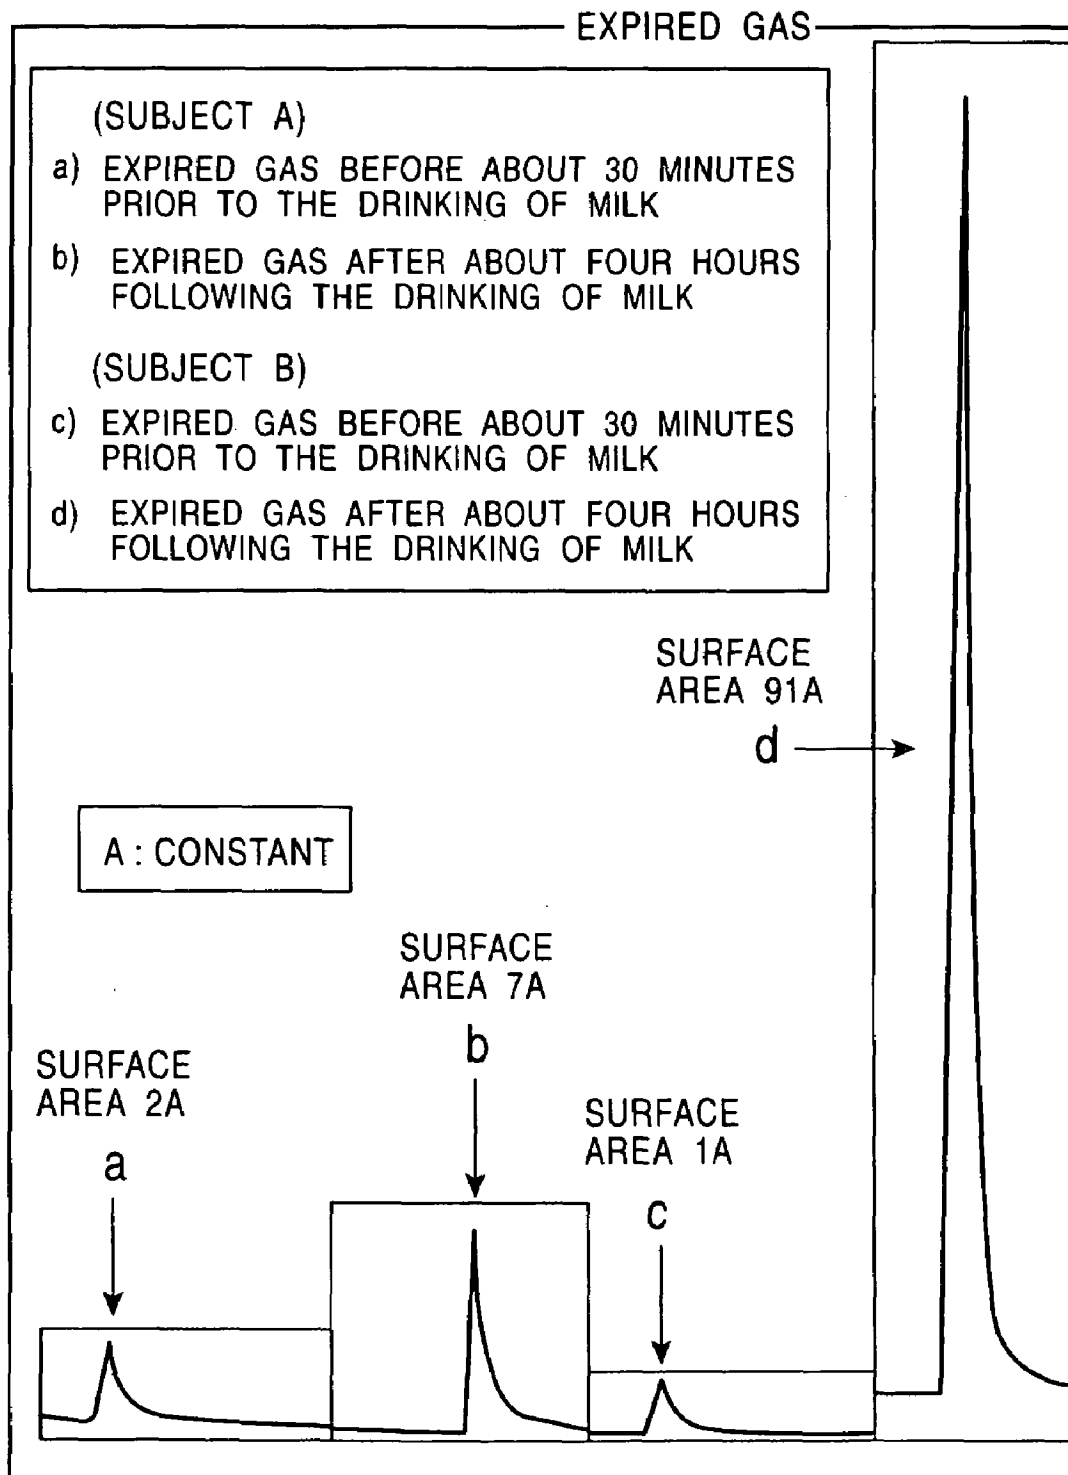 EXPIRED GAS
(SUBJECT A)
a) EXPIRED GAS BEFORE ABOUT 30 MINUTES
PRIOR TO THE DRINKING OF MILK
b) EXPIRED GAS AFTER ABOUT FOUR HOURS
FOLLOWING THE DRINKING OF MILK
(SUBJECT B)
c) EXPIRED GAS BEFORE ABOUT 30 MINUTES
PRIOR TO THE DRINKING OF MILK
d) EXPIRED GAS AFTER ABOUT FOUR HOURS
FOLLOWING THE DRINKING OF MILK
SURFACE
AREA 91A
d
A : CONSTANT
SURFACE
AREA 7A
b
SURFACE
AREA 2A
a
SURFACE
AREA 1A
c